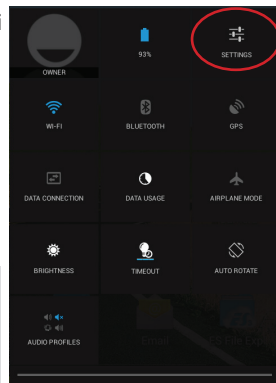 OWNER
93%
SETTINGS
WI-FI
BLUETOOTH
GPS
DATA CONNECTION
DATA USAGE
AIRPLANE MODE
BRIGHTNESS
TIMEOUT
AUTO ROTATE
AUDIO PROFILES
Email